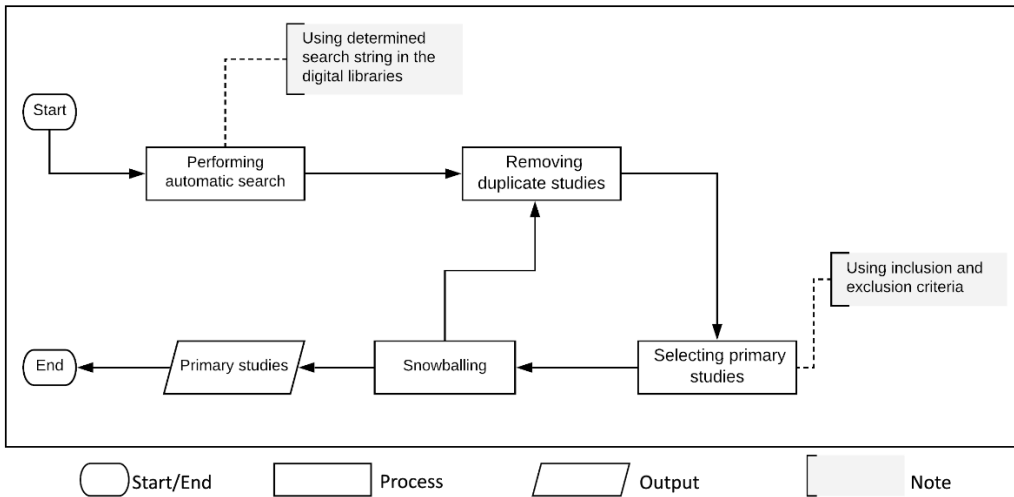 Using determined
search string in the
digital libraries
Start
Performing
automatic search
Removing
duplicate studies
Using inclusion and
exclusion criteria
End
Primary studies
Snowballing
Selecting primary
studies
Start/End
Process
Output
Note